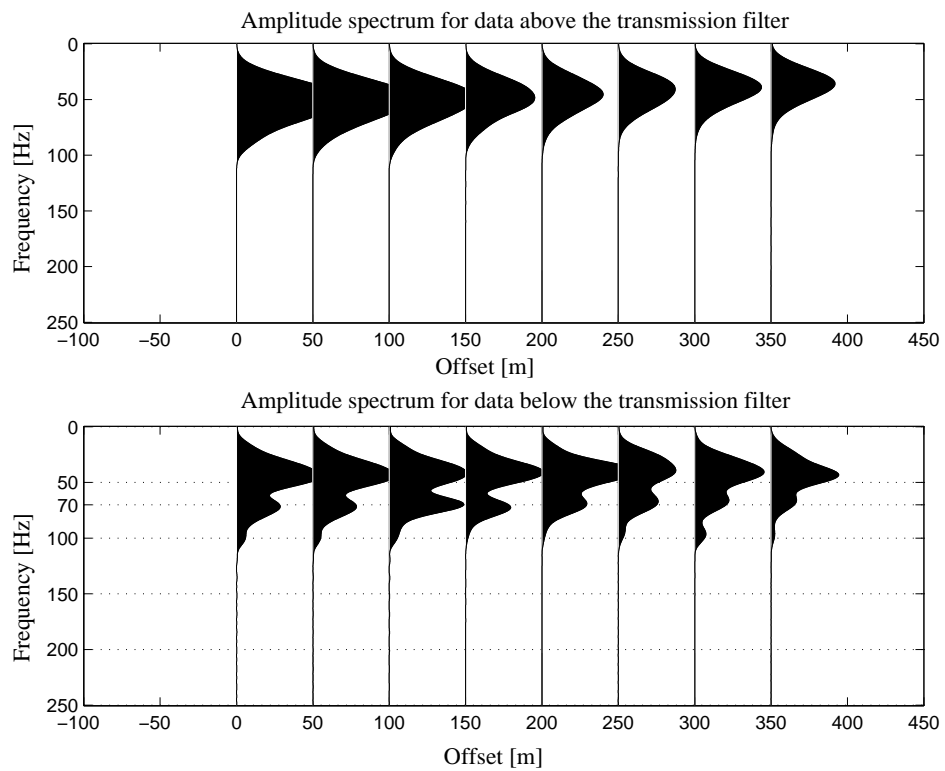 Amplitude spectrum for data above the transmission filter
0
50
100
150
200
250
Frequency [Hz]
−100 −50 0 50 100 150 200 250 300 350 400 450
Offset [m]
Amplitude spectrum for data below the transmission filter
0
50
70
100
150
200
250
Frequency [Hz]
−100 −50 0 50 100 150 200 250 300 350 400 450
Offset [m]